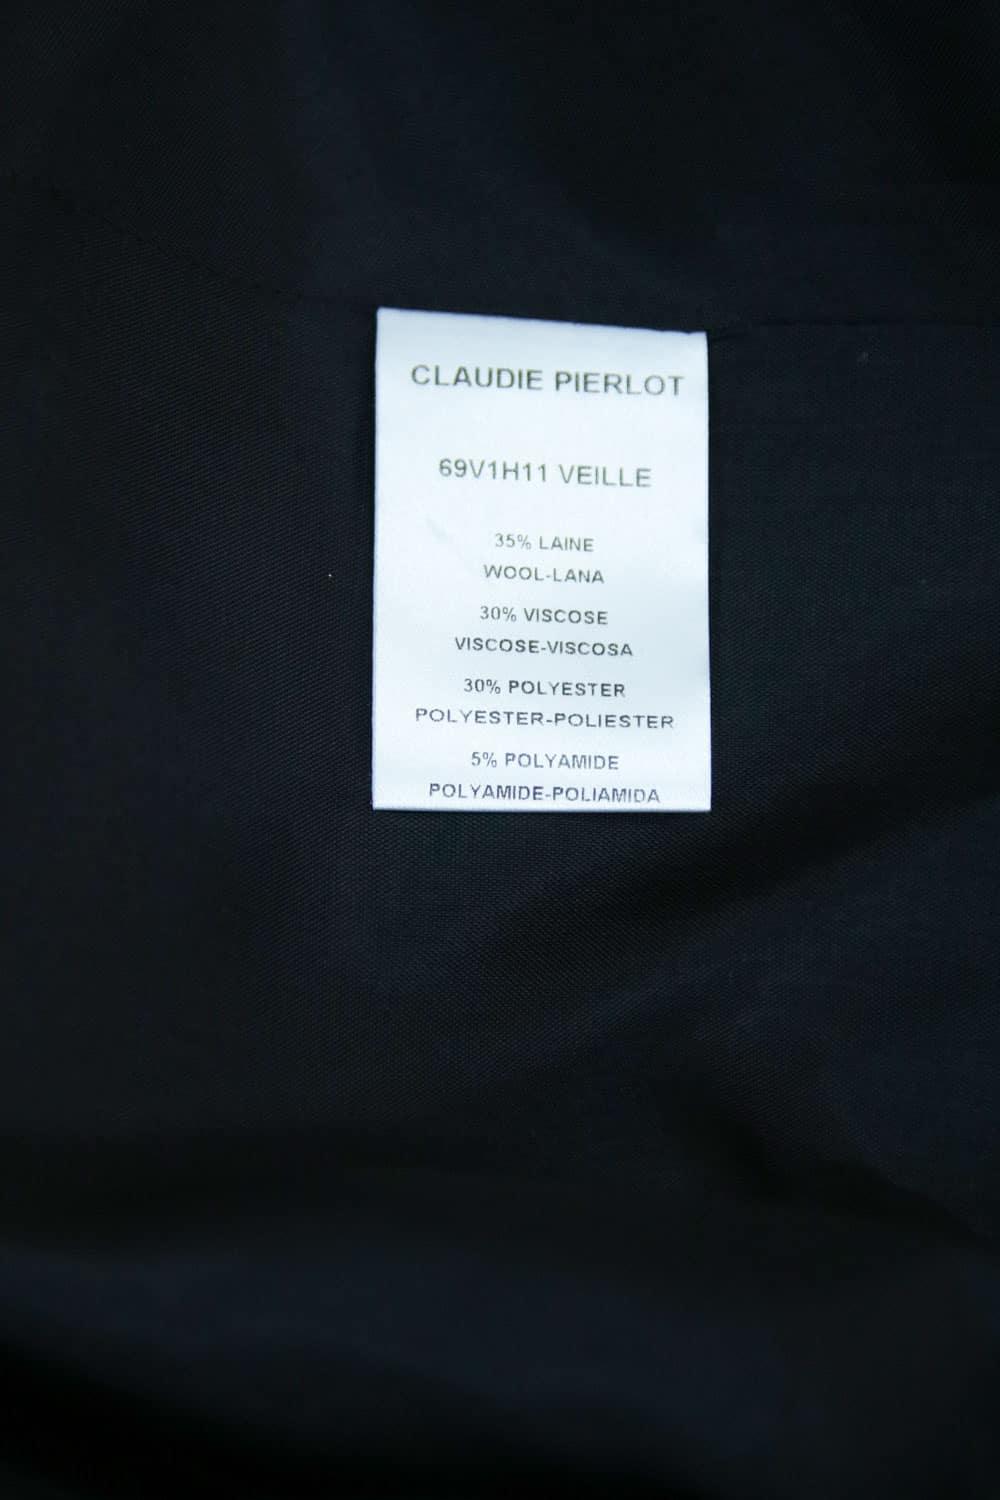 CLAUDIE PIERLOT
69V1H11 VEILLE
35% LAINE
WOOL-LANA
30% VISCOSE
VISCOSE-VISCOSA
30% POLYESTER
POLYESTER-POLIESTER
5% POLYAMIDE
POLYAMIDE-POLIAMIDA